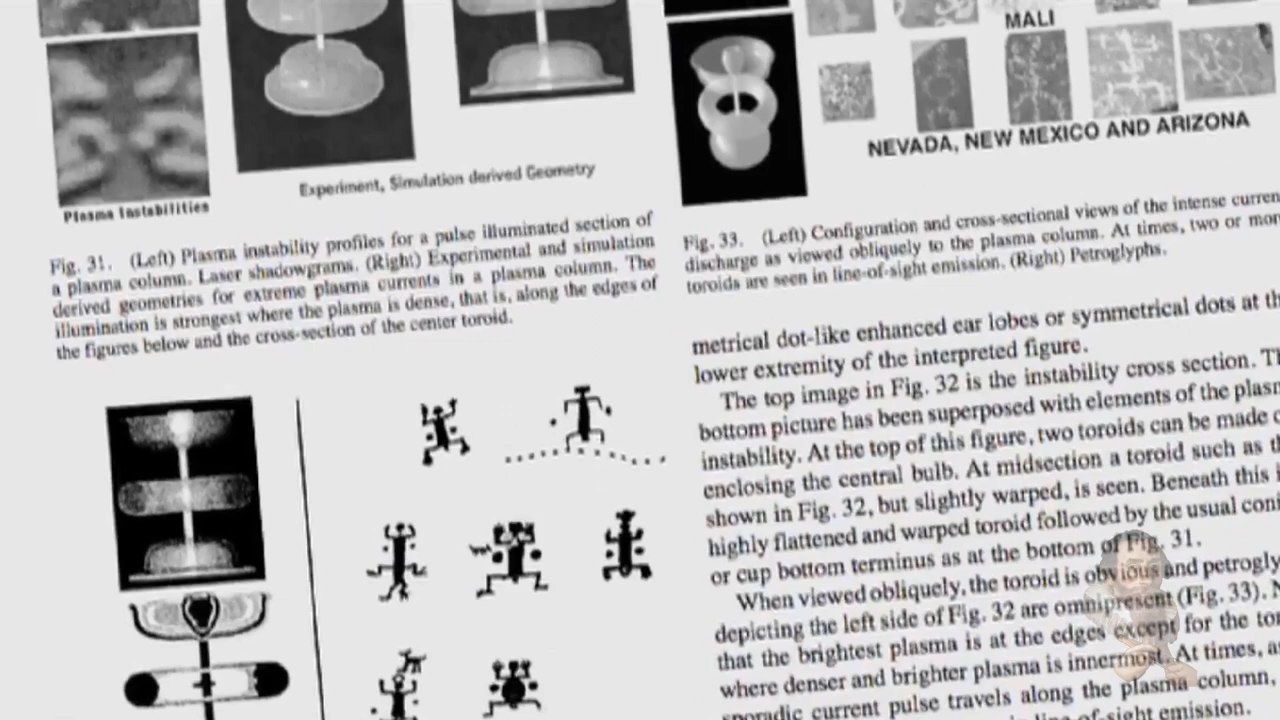 Plasma Instabilities
Experiment, Simulation derived Geometry
Fig. 31. (Left) Plasma instability profiles for a pulse illuminated section of
a plasma column. Laser shadowgrams. (Right) Experimental and simulation
derived geometries for extreme plasma currents in a plasma column. The
illumination is strongest where the plasma is dense, that is, along the edges of
the figures below and the cross-section of the center toroid.
MALI
NEVADA, NEW MEXICO AND ARIZONA
Fig. 33. (Left) Configuration and cross-sectional views of the intense curren
discharge as viewed obliquely to the plasma column. At times, two or mor
toroids are seen in line-of-sight emission. (Right) Petroglyphs.
metrical dot-like enhanced ear lobes or symmetrical dots at th
lower extremity of the interpreted figure.
The top image in Fig. 32 is the instability cross section. Th
bottom picture has been superposed with elements of the plasm
instability. At the top of this figure, two toroids can be made o
enclosing the central bulb. At midsection a toroid such as th
shown in Fig. 32, but slightly warped, is seen. Beneath this i
highly flattened and warped toroid followed by the usual coni
or cup bottom terminus as at the bottom of Fig. 31.
When viewed obliquely, the toroid is obvious and petrogly
depicting the left side of Fig. 32 are omnipresent (Fig. 33). N
that the brightest plasma is at the edges except for the tor
where denser and brighter plasma is innermost. At times, a
sporadic current pulse travels along the plasma column,
in line-of-sight emission.